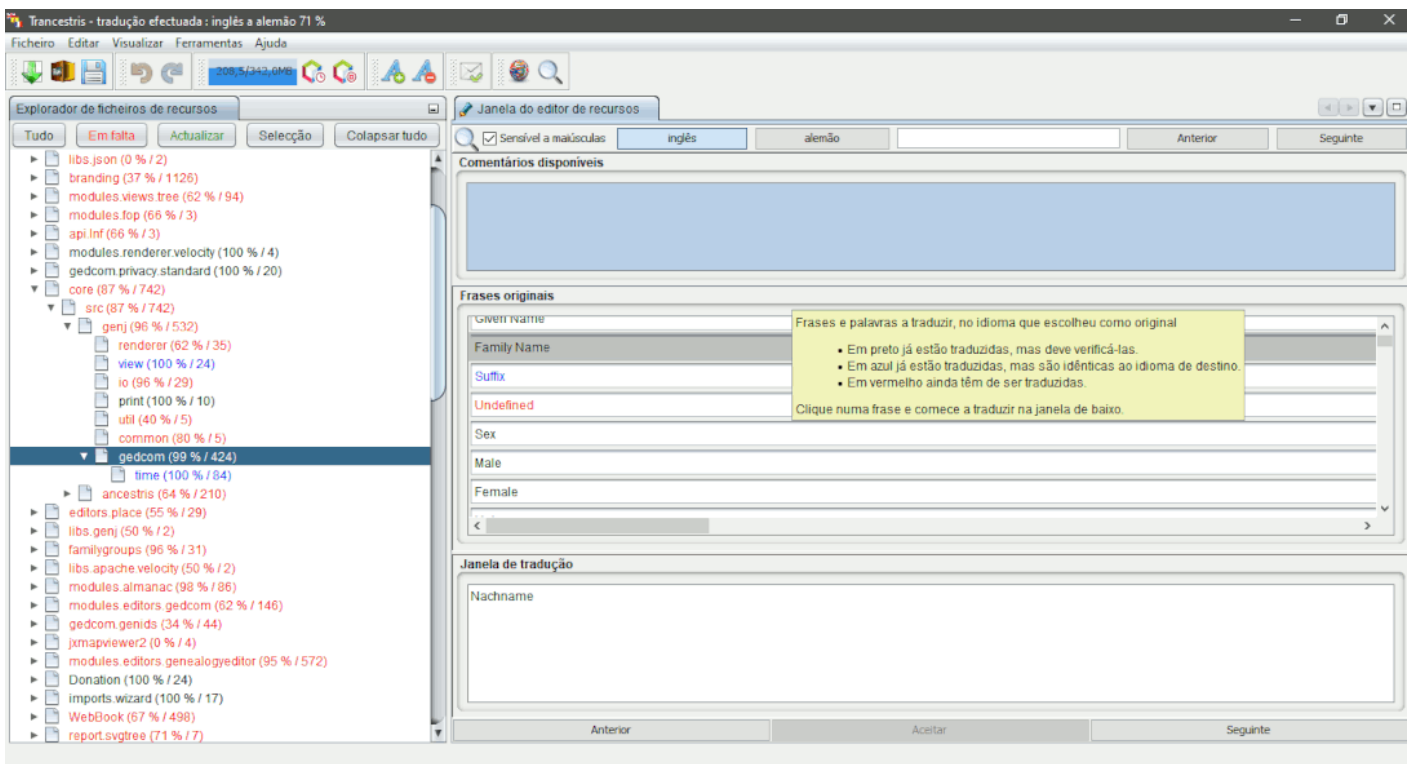 Trancestris - tradução efectuada : inglês a alemão 71 %
Ficheiro Editar Visualizar Ferramentas Ajuda
208,5/342,0MB
Explorador de ficheiros de recursos
Tudo Em falta Actualizar Selecção Colapsar tudo
libs.json (0 % / 2)
branding (37 % / 1126)
modules.views.tree (62 % / 94)
modules.fop (66 % / 3)
api.lnf (66 % / 3)
modules.renderer.velocity (100 % / 4)
gedcom.privacy.standard (100 % / 20)
core (87 % / 742)
src (87 % / 742)
genj (96 % / 532)
renderer (62 % / 35)
view (100 % / 24)
io (96 % / 29)
print (100 % / 10)
util (40 % / 5)
common (80 % / 5)
gedcom (99 % / 424)
time (100 % / 84)
ancestris (64 % / 210)
editors.place (55 % / 29)
libs.genj (50 % / 2)
familygroups (96 % / 31)
libs.apache.velocity (50 % / 2)
modules.almanac (98 % / 86)
modules.editors.gedcom (62 % / 146)
gedcom.genids (34 % / 44)
jxmapviewer2 (0 % / 4)
modules.editors.genealogyeditor (95 % / 572)
Donation (100 % / 24)
imports.wizard (100 % / 17)
WebBook (67 % / 498)
report.svgtree (71 % / 7)
Janela do editor de recursos
Sensível a maiúsculas inglês alemão Anterior Seguinte
Comentários disponíveis
Frases originais
Given Name
Family Name
Suffix
Undefined
Sex
Male
Female
Frases e palavras a traduzir, no idioma que escolheu como original
• Em preto já estão traduzidas, mas deve verificá-las.
• Em azul já estão traduzidas, mas são idênticas ao idioma de destino.
• Em vermelho ainda têm de ser traduzidas.
Clique numa frase e comece a traduzir na janela de baixo.
Janela de tradução
Nachname
Anterior Aceitar Seguinte